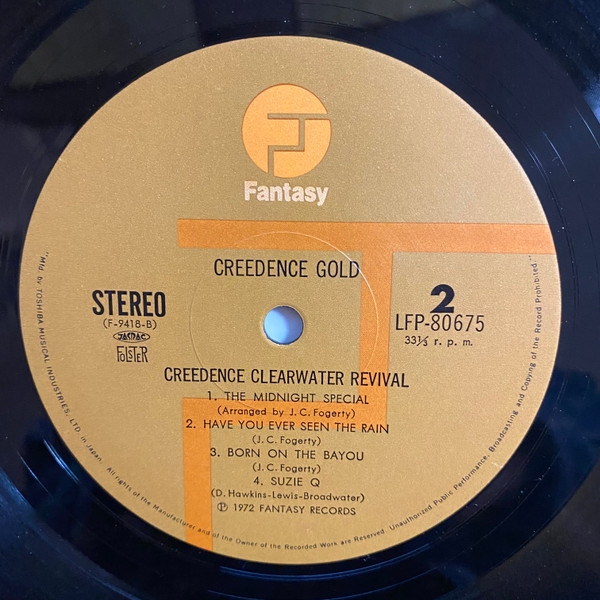 Fantasy
CREEDENCE GOLD
STEREO
(F-9418-B)
JASRAC
FOLSTER
2
LFP-80675
33⅓ r. p. m.
CREEDENCE CLEARWATER REVIVAL
1. THE MIDNIGHT SPECIAL
(Arranged by J. C. Fogerty)
2. HAVE YOU EVER SEEN THE RAIN
(J. C. Fogerty)
3. BORN ON THE BAYOU
(J. C. Fogerty)
4. SUZIE Q
(D. Hawkins-Lewis-Broadwater)
Ⓟ 1972 FANTASY RECORDS
"Mfd. by TOSHIBA MUSICAL INDUSTRIES, LTD. in Japan. All rights of the Manufacturer and of the Owner of the Recorded Work are Reserved. Unauthorized Public Performance, Broadcasting and Copying of the Record Prohibited."